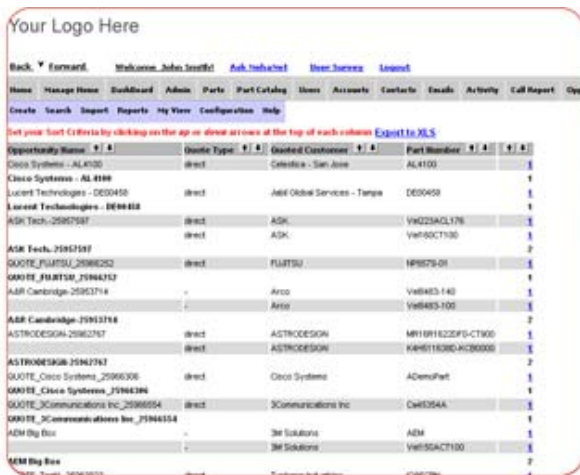 Your Logo Here
Back Forward Welcome John Smith! Ask NehaNet User Survey Logout
Home Manage Home DashBoard Admin Parts Part Catalog Users Accounts Contacts Emails Activity Call Report
Create Search Import Reports My View Configuration Help
Set your Sort Criteria by clicking on the up or down arrows at the top of each column Export to XLS
Opportunity Name Quote Type Quoted Customer Part Number
Cisco Systems - AL4100 direct Celestica - San Jose AL4100 1
Cisco Systems - AL4100 1
Lucent Technologies - DE00458 direct Jabil Global Services - Tampa DE00458 1
Lucent Technologies - DE00458 1
ASK Tech.-25957597 direct ASK 1
direct ASK 1
ASK Tech.-25957597 2
QUOTE_FUJITSU_25966252 direct FUJITSU 1
QUOTE_FUJITSU_25966252 1
A&R Cambridge-25953714 - Arco 1
- Arco 1
A&R Cambridge-25953714 2
ASTRODESIGN-25962767 direct ASTRODESIGN 1
direct ASTRODESIGN 1
ASTRODESIGN-25962767 2
QUOTE_Cisco Systems_25966306 direct Cisco Systems ADemoPart 1
QUOTE_Cisco Systems_25966306 1
QUOTE_3Communications Inc_25966554 direct 3Communications Inc 1
QUOTE_3Communications Inc_25966554 1
AEM Big Box - 3M Solutions AEM 1
- 3M Solutions 1
AEM Big Box 2